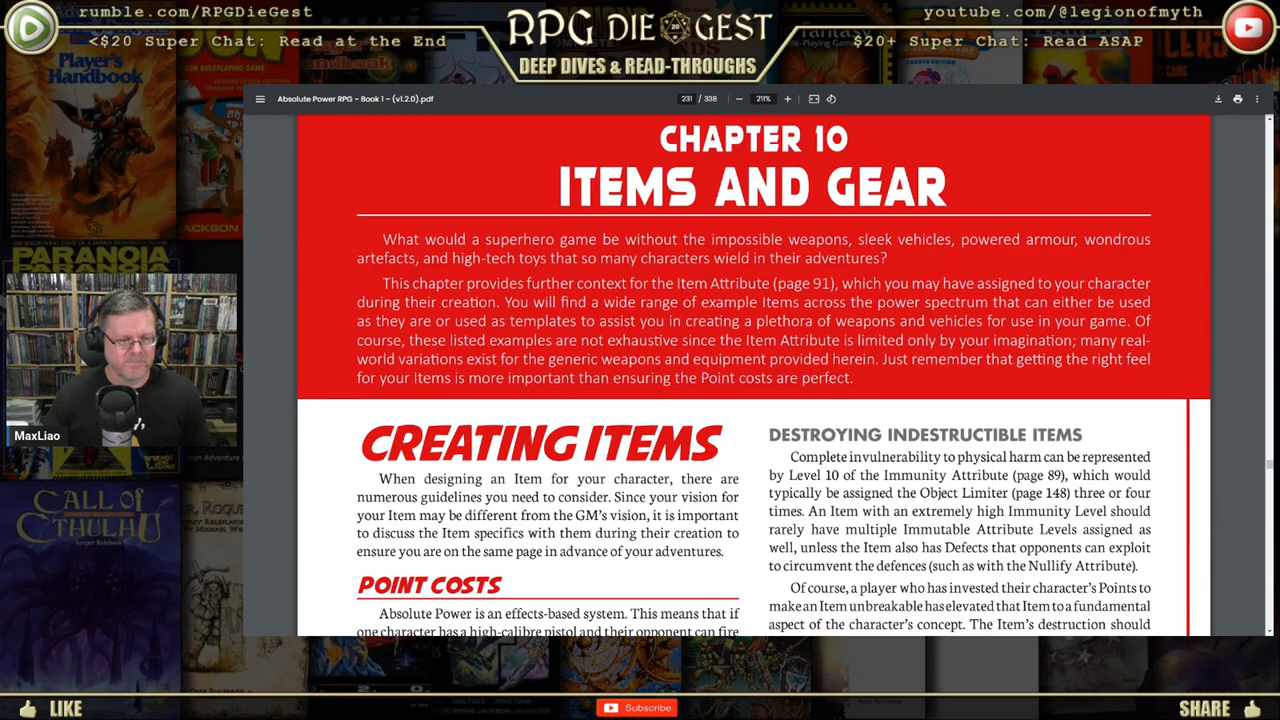 rumble.com/RPGDieGest
<$20 Super Chat: Read at the End
RPG DIE GEST
DEEP DIVES & READ-THROUGHS
youtube.com/@legionofmyth
$20+ Super Chat: Read ASAP
Player's
Handbook
Absolute Power RPG - Book 1 - (v1.2.0).pdf
231 / 338
211%
CHAPTER 10
ITEMS AND GEAR
What would a superhero game be without the impossible weapons, sleek vehicles, powered armour, wondrous
artefacts, and high-tech toys that so many characters wield in their adventures?
This chapter provides further context for the Item Attribute (page 91), which you may have assigned to your character
during their creation. You will find a wide range of example Items across the power spectrum that can either be used
as they are or used as templates to assist you in creating a plethora of weapons and vehicles for use in your game. Of
course, these listed examples are not exhaustive since the Item Attribute is limited only by your imagination; many real-
world variations exist for the generic weapons and equipment provided herein. Just remember that getting the right feel
for your Items is more important than ensuring the Point costs are perfect.
CREATING ITEMS
When designing an Item for your character, there are
numerous guidelines you need to consider. Since your vision for
your Item may be different from the GM's vision, it is important
to discuss the Item specifics with them during their creation to
ensure you are on the same page in advance of your adventures.
POINT COSTS
Absolute Power is an effects-based system. This means that if
one character has a high-calibre pistol and their opponent can fire
DESTROYING INDESTRUCTIBLE ITEMS
Complete invulnerability to physical harm can be represented
by Level 10 of the Immunity Attribute (page 89), which would
typically be assigned the Object Limiter (page 148) three or four
times. An Item with an extremely high Immunity Level should
rarely have multiple Immutable Attribute Levels assigned as
well, unless the Item also has Defects that opponents can exploit
to circumvent the defences (such as with the Nullify Attribute).
Of course, a player who has invested their character's Points to
make an Item unbreakable has elevated that Item to a fundamental
aspect of the character's concept. The Item's destruction should
PARANOIA
MaxLiao
CALL OF
CTHULHU
LIKE
Subscribe
SHARE